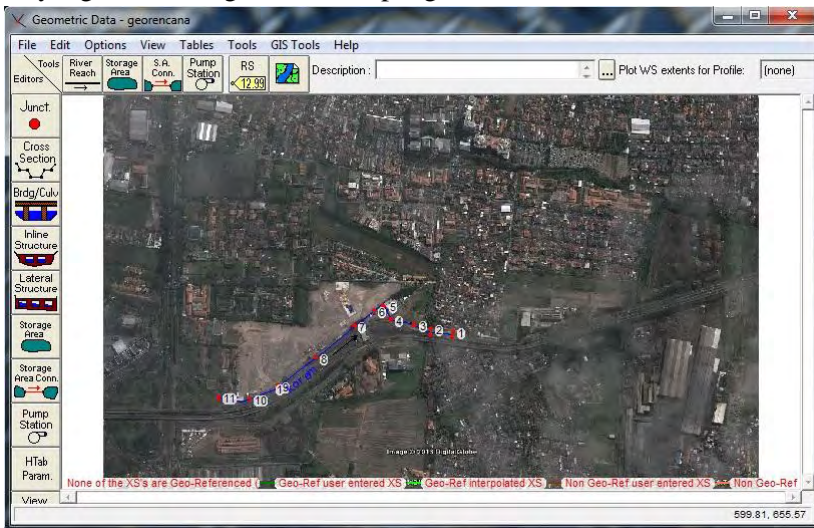 Geometric Data - georencana
File Edit Options View Tools GIS Tools Help
Tools
Editors
River Reach
Storage Area
S.A. Conn.
Pump Station
RS
12.99
Description :
...
Plot WS extents for Profile:
(none)
Junct.
Cross Section
Brdg/Culv
Inline Structure
Lateral Structure
Storage Area
Storage Area Conn.
Pump Station
HTab Param.
View
5
6
4
3
2
1
7
8
10
11
None of the XS's are Geo-Referenced ( Geo-Ref user entered XS Geo-Ref interpolated XS Non Geo-Ref user entered XS Non Geo-Ref
599.81, 655.57